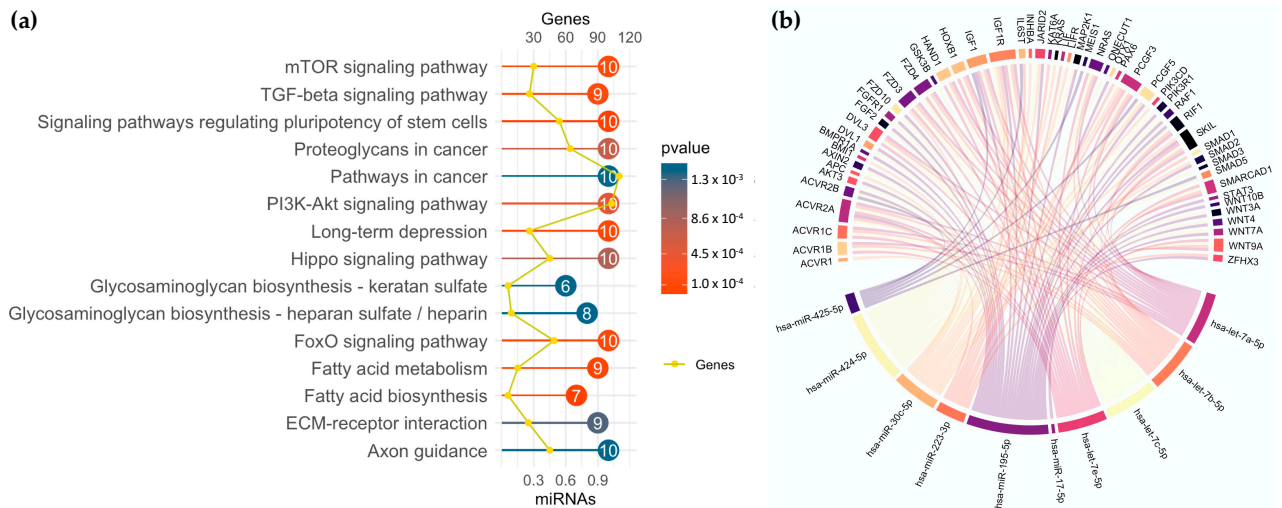 (a)
Genes
0 30 60 90 120
mTOR signaling pathway
10
TGF-beta signaling pathway
9
Signaling pathways regulating pluripotency of stem cells
10
Proteoglycans in cancer
10
Pathways in cancer
10
PI3K-Akt signaling pathway
10
Long-term depression
10
Hippo signaling pathway
10
Glycosaminoglycan biosynthesis - keratan sulfate
6
Glycosaminoglycan biosynthesis - heparan sulfate / heparin
8
FoxO signaling pathway
10
Fatty acid metabolism
9
Fatty acid biosynthesis
7
ECM-receptor interaction
9
Axon guidance
10
0.3 0.6 0.9
miRNAs
pvalue
1.3 x 10⁻³
8.6 x 10⁻⁴
4.5 x 10⁻⁴
1.0 x 10⁻⁴
Genes
(b)
ACVR1
ACVR1B
ACVR1C
ACVR2A
ACVR2B
AKT3
APC
AXIN2
BMI1
BMPR1A
DVL1
DVL3
FGF2
FGFR1
FZD10
FZD3
FZD4
GSK3B
HAND1
HOXB1
IGF1
IGF1R
IL6ST
INHBA
JARID2
KAT6A
KRAS
LIF
LIFR
MAP2K1
MEIS1
NRAS
ONECUT1
OTX1
PAX6
PCGF3
PCGF5
PIK3CD
PIK3R1
RAF1
RIF1
SKIL
SMAD1
SMAD2
SMAD3
SMAD5
SMARCAD1
STAT3
WNT10B
WNT3A
WNT4
WNT7A
WNT9A
ZFHX3
hsa-let-7a-5p
hsa-let-7b-5p
hsa-let-7c-5p
hsa-let-7e-5p
hsa-miR-17-5p
hsa-miR-195-5p
hsa-miR-223-3p
hsa-miR-30c-5p
hsa-miR-424-5p
hsa-miR-425-5p